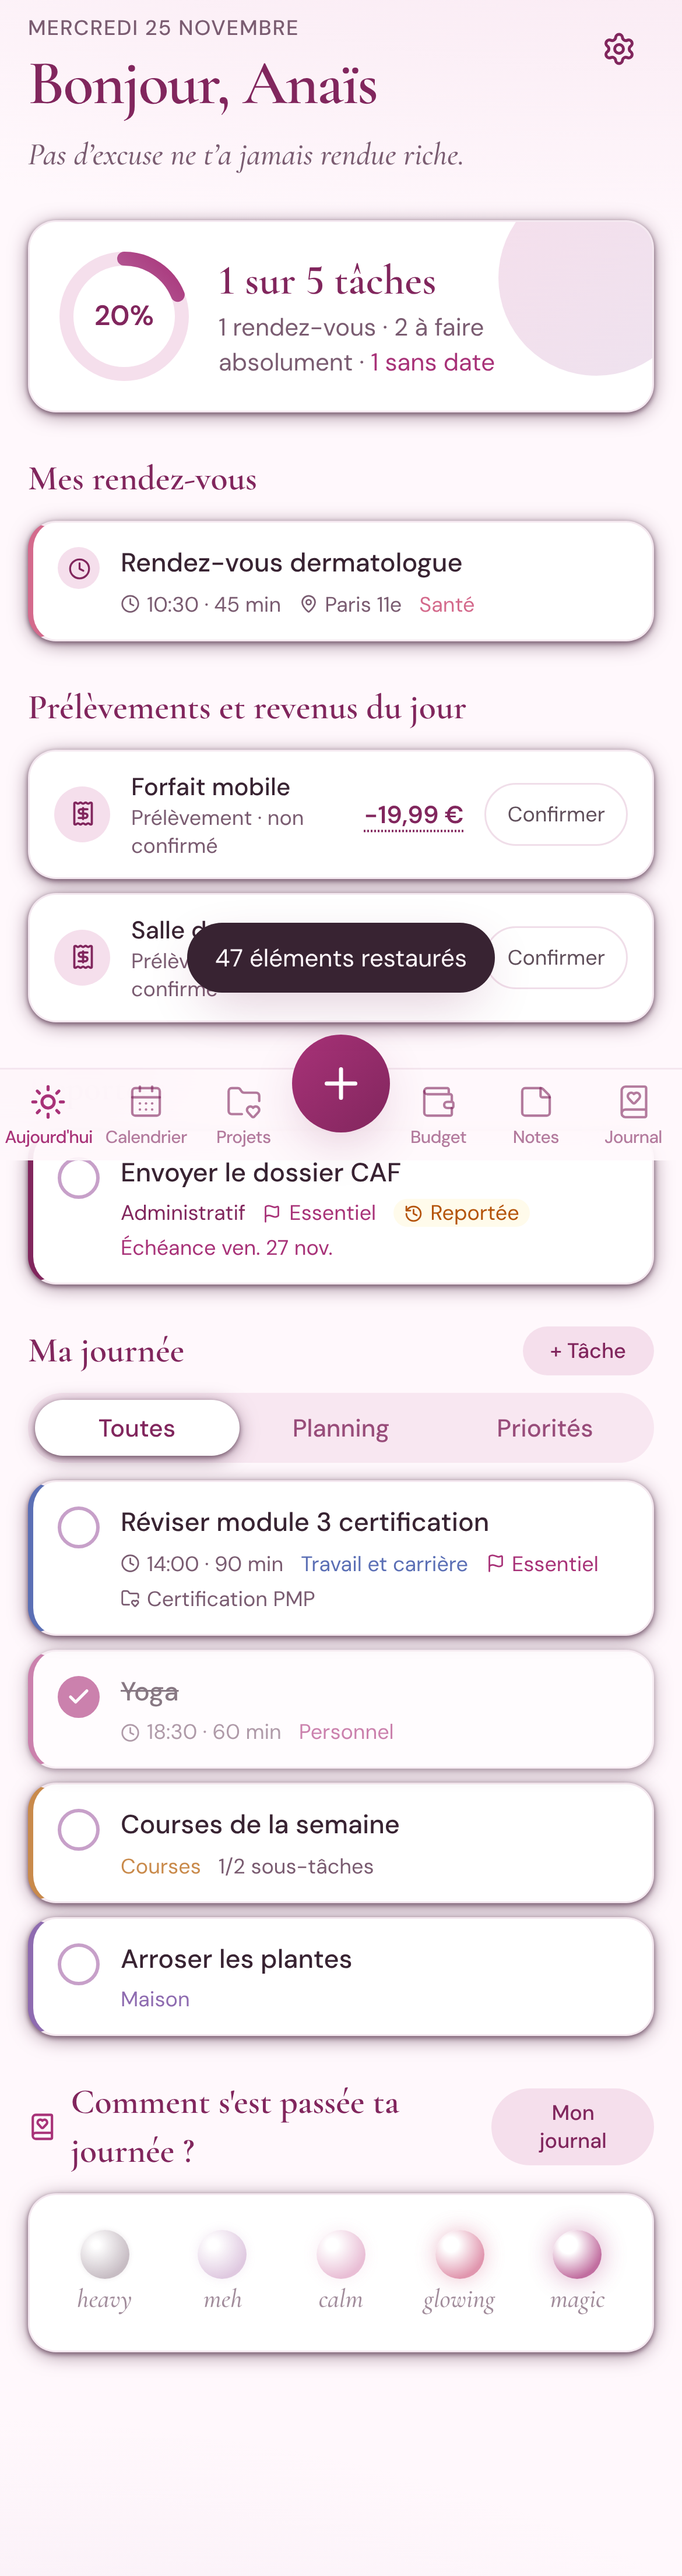 MERCREDI 25 NOVEMBRE
Bonjour, Anaïs
Pas d’excuse ne t’a jamais rendue riche.
20%
1 sur 5 tâches
1 rendez-vous · 2 à faire
absolument · 1 sans date
Mes rendez-vous
Rendez-vous dermatologue
10:30 · 45 min Paris 11e Santé
Prélèvements et revenus du jour
Forfait mobile
Prélèvement · non
confirmé
-19,99 €
Confirmer
Salle
47 éléments restaurés
confirmé
Confirmer
Aujourd'hui
Calendrier
Projets
+
Budget
Notes
Journal
Envoyer le dossier CAF
Administratif Essentiel Reportée
Échéance ven. 27 nov.
Ma journée
+ Tâche
Toutes
Planning
Priorités
Réviser module 3 certification
14:00 · 90 min Travail et carrière Essentiel
Certification PMP
Yoga
18:30 · 60 min Personnel
Courses de la semaine
Courses 1/2 sous-tâches
Arroser les plantes
Maison
Comment s'est passée ta
journée ?
Mon
journal
heavy
meh
calm
glowing
magic